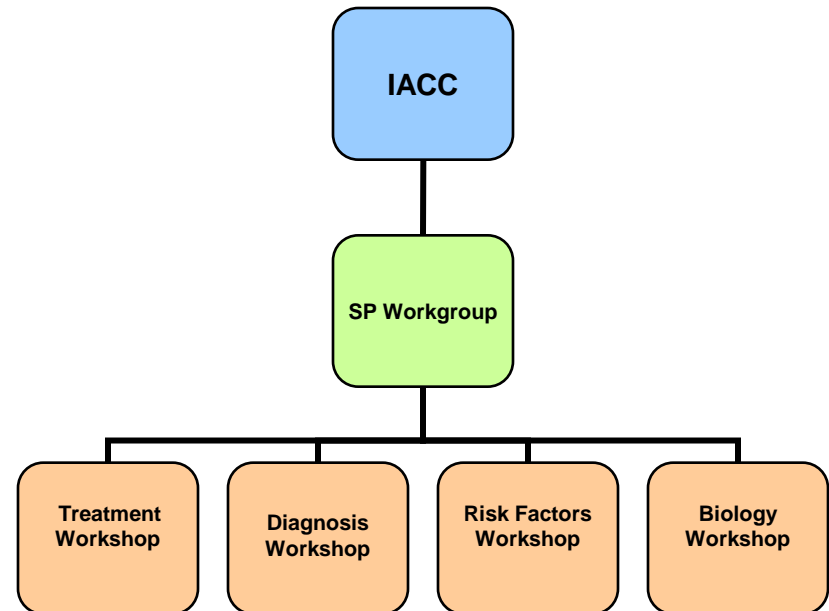 IACC
SP Workgroup
Treatment
Workshop
Diagnosis
Workshop
Risk Factors
Workshop
Biology
Workshop